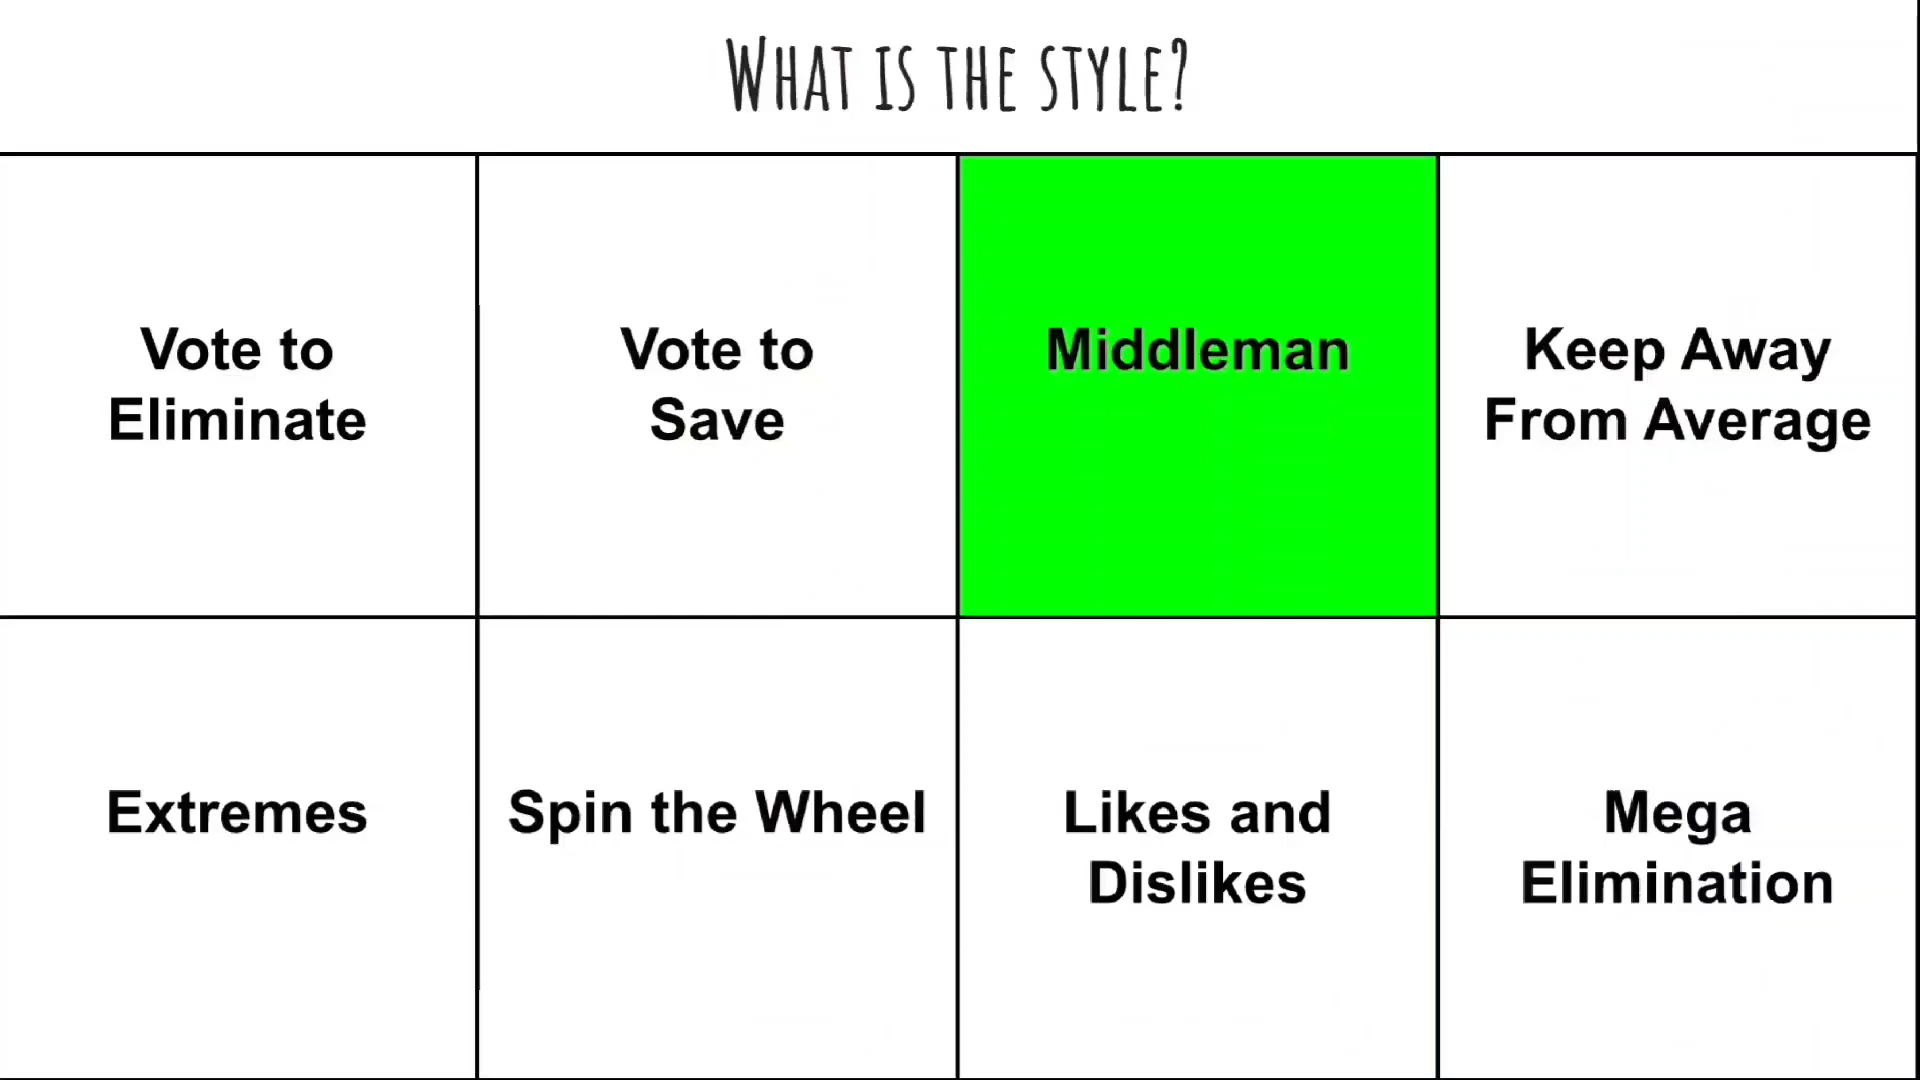 What is the style?
Vote to
Eliminate
Vote to
Save
Middleman
Keep Away
From Average
Extremes
Spin the Wheel
Likes and
Dislikes
Mega
Elimination